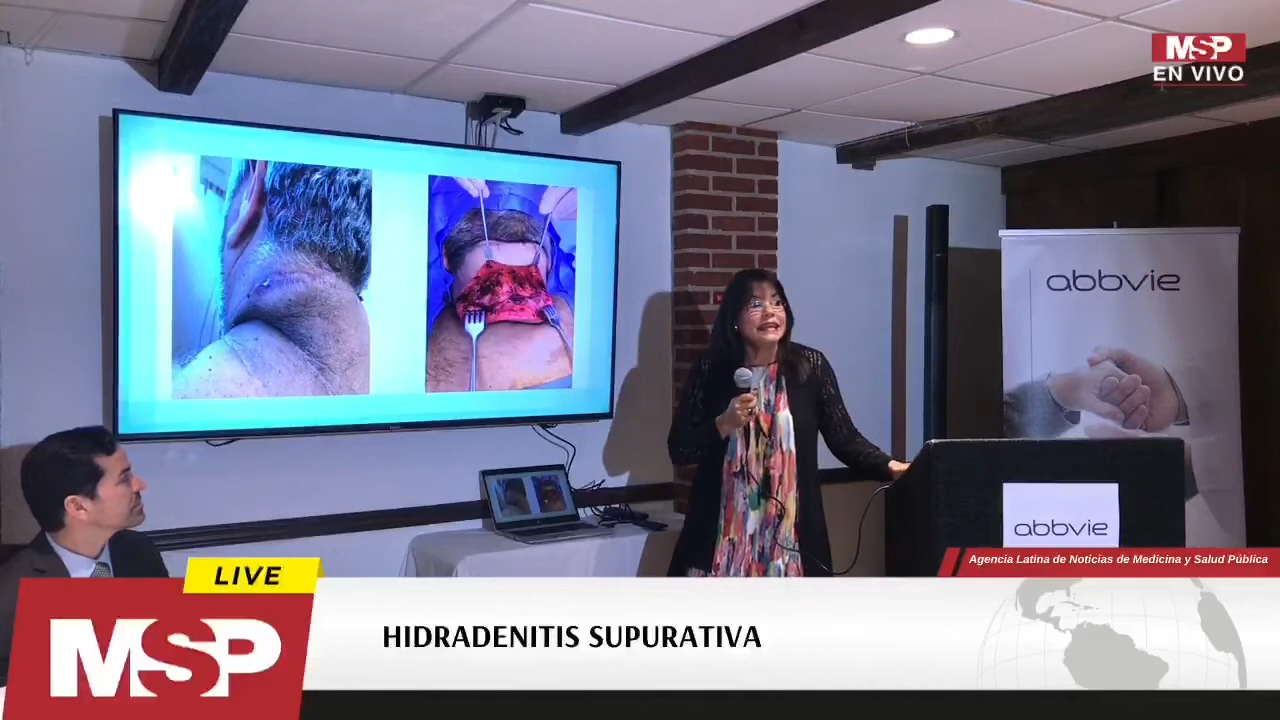 MSP
EN VIVO
abbvie
abbvie
Agencia Latina de Noticias de Medicina y Salud Pública
LIVE
MSP
HIDRADENITIS SUPURATIVA